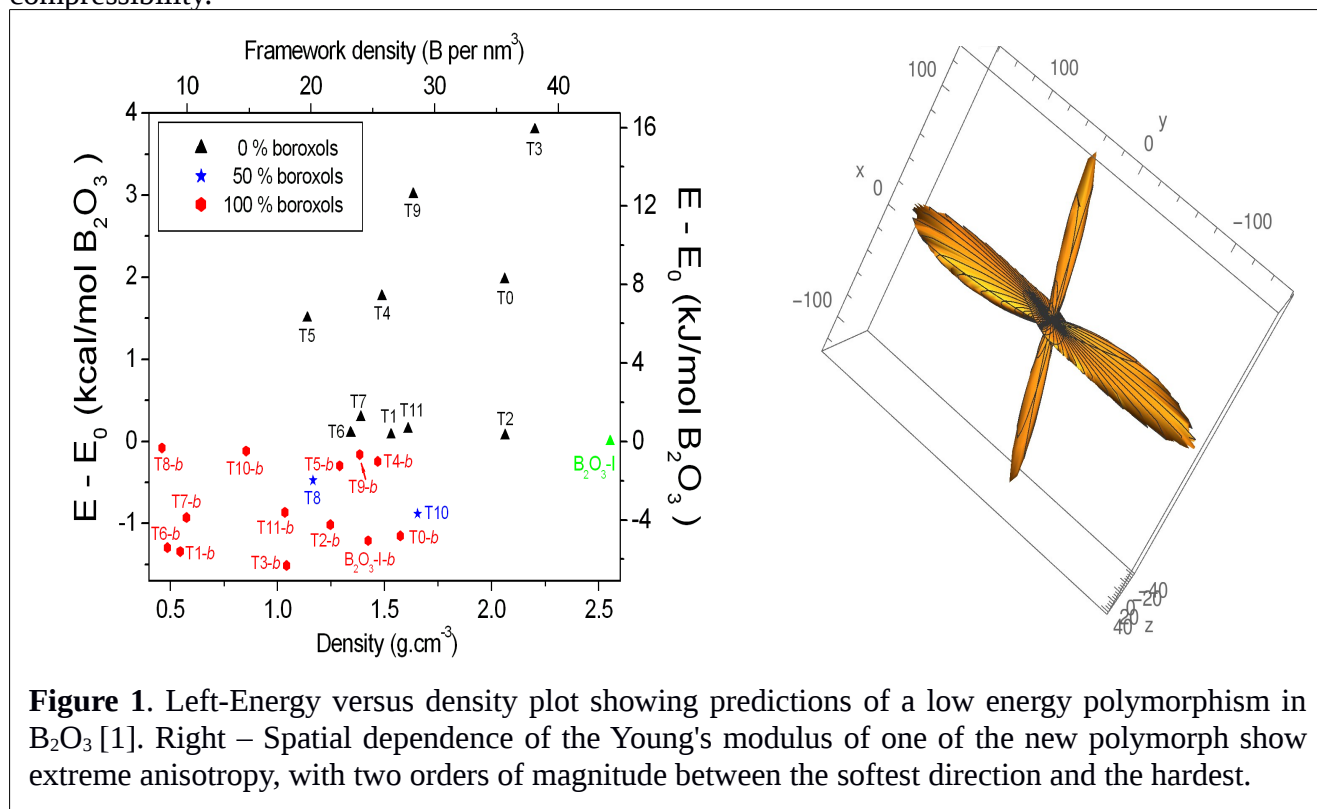 compressibility.
Framework density (B per nm³)
10 20 30 40
4 3 2 1 0 -1
E - E₀ (kcal/mol B₂O₃)
▲ 0 % boroxols
★ 50 % boroxols
⬢ 100 % boroxols
T3
T9
T0
T4
T5
T7
T1
T11
T2
T6
B₂O₃-I
T8-b
T10-b
T5-b
T4-b
T9-b
T8
T7-b
T10
T11-b
T2-b
T0-b
T6-b
T1-b
T3-b
B₂O₃-I-b
16 12 8 4 0 -4
E - E₀ (kJ/mol B₂O₃)
0.5 1.0 1.5 2.0 2.5
Density (g.cm⁻³)
100
100
y
0
x
0
-100
-100
-40
-20
0
20
40
z
Figure 1. Left-Energy versus density plot showing predictions of a low energy polymorphism in
B₂O₃ [1]. Right – Spatial dependence of the Young's modulus of one of the new polymorph show
extreme anisotropy, with two orders of magnitude between the softest direction and the hardest.